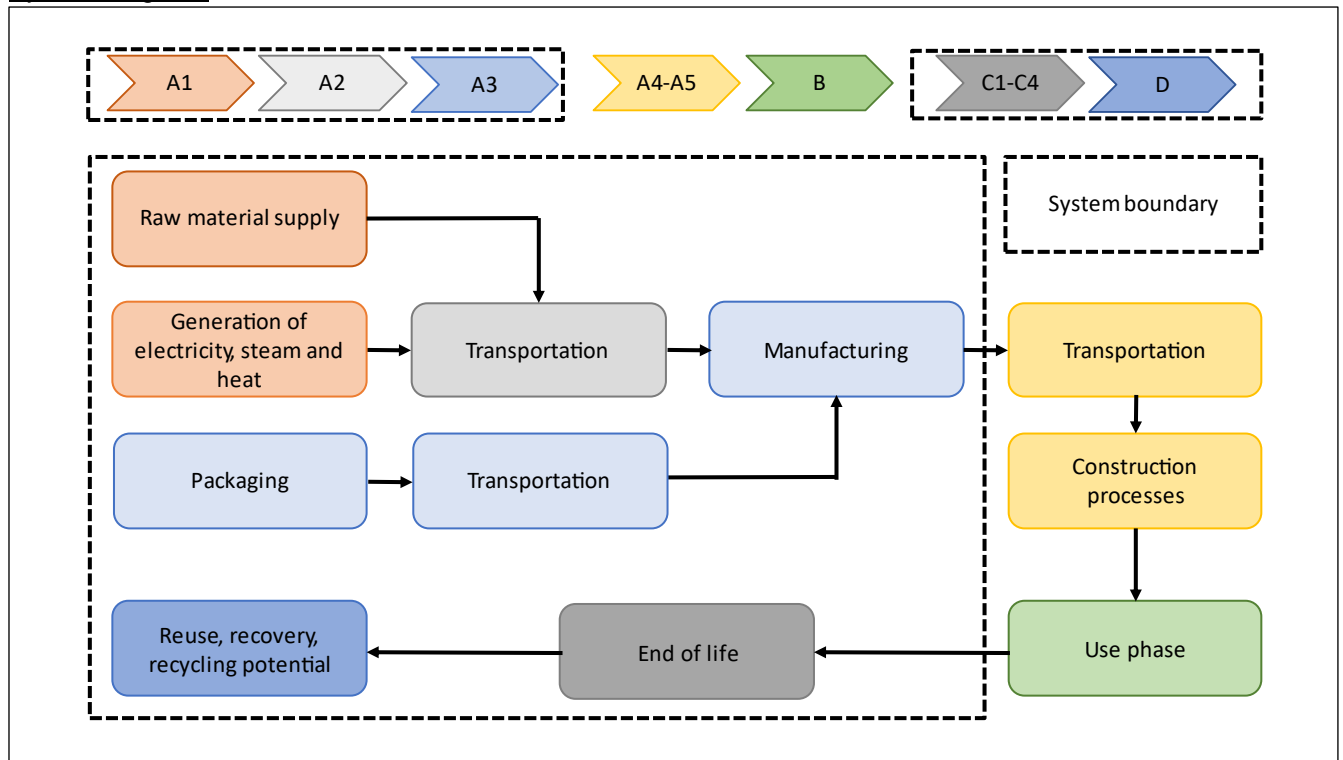 A1
A2
A3
A4-A5
B
C1-C4
D
Raw material supply
System boundary
Generation of
electricity, steam and
heat
Transportation
Manufacturing
Transportation
Packaging
Transportation
Construction
processes
Reuse, recovery,
recycling potential
End of life
Use phase